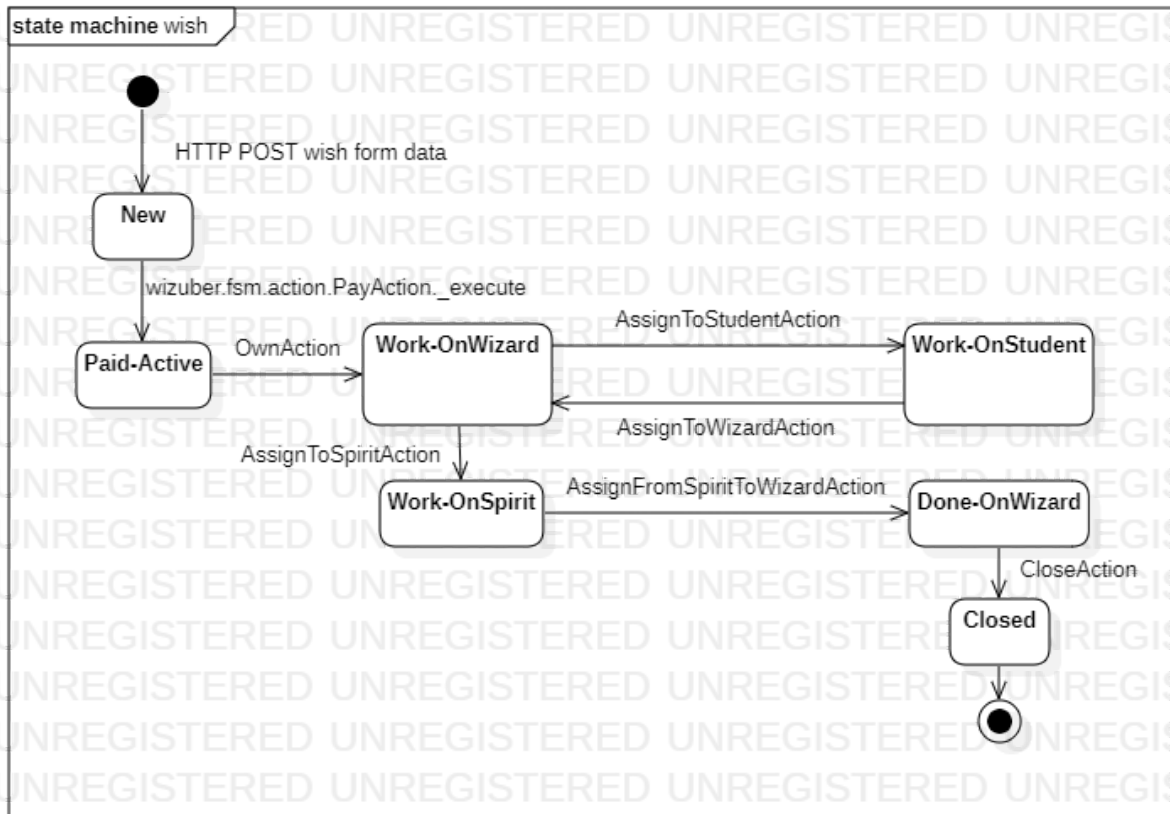 state machine wish
HTTP POST wish form data
New
wizuber.fsm.action.PayAction._execute
Paid-Active
OwnAction
Work-OnWizard
AssignToStudentAction
Work-OnStudent
AssignToWizardAction
AssignToSpiritAction
Work-OnSpirit
AssignFromSpiritToWizardAction
Done-OnWizard
CloseAction
Closed
UNREGISTERED UNREGISTERED UNREGISTERED UNREGIS